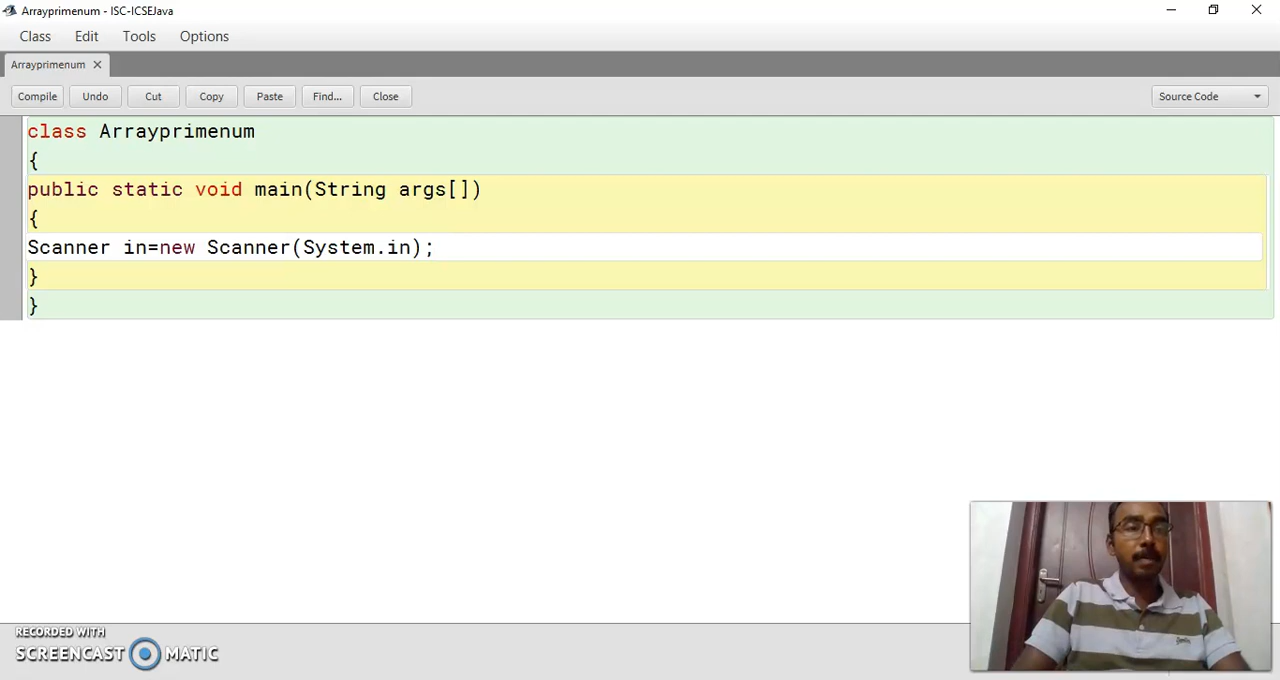 Arrayprimenum - ISC-ICSEJava
Class Edit Tools Options
Arrayprimenum
Compile Undo Cut Copy Paste Find... Close Source Code
class Arrayprimenum
{
public static void main(String args[])
{
Scanner in=new Scanner(System.in);
}
}
RECORDED WITH
SCREENCAST MATIC